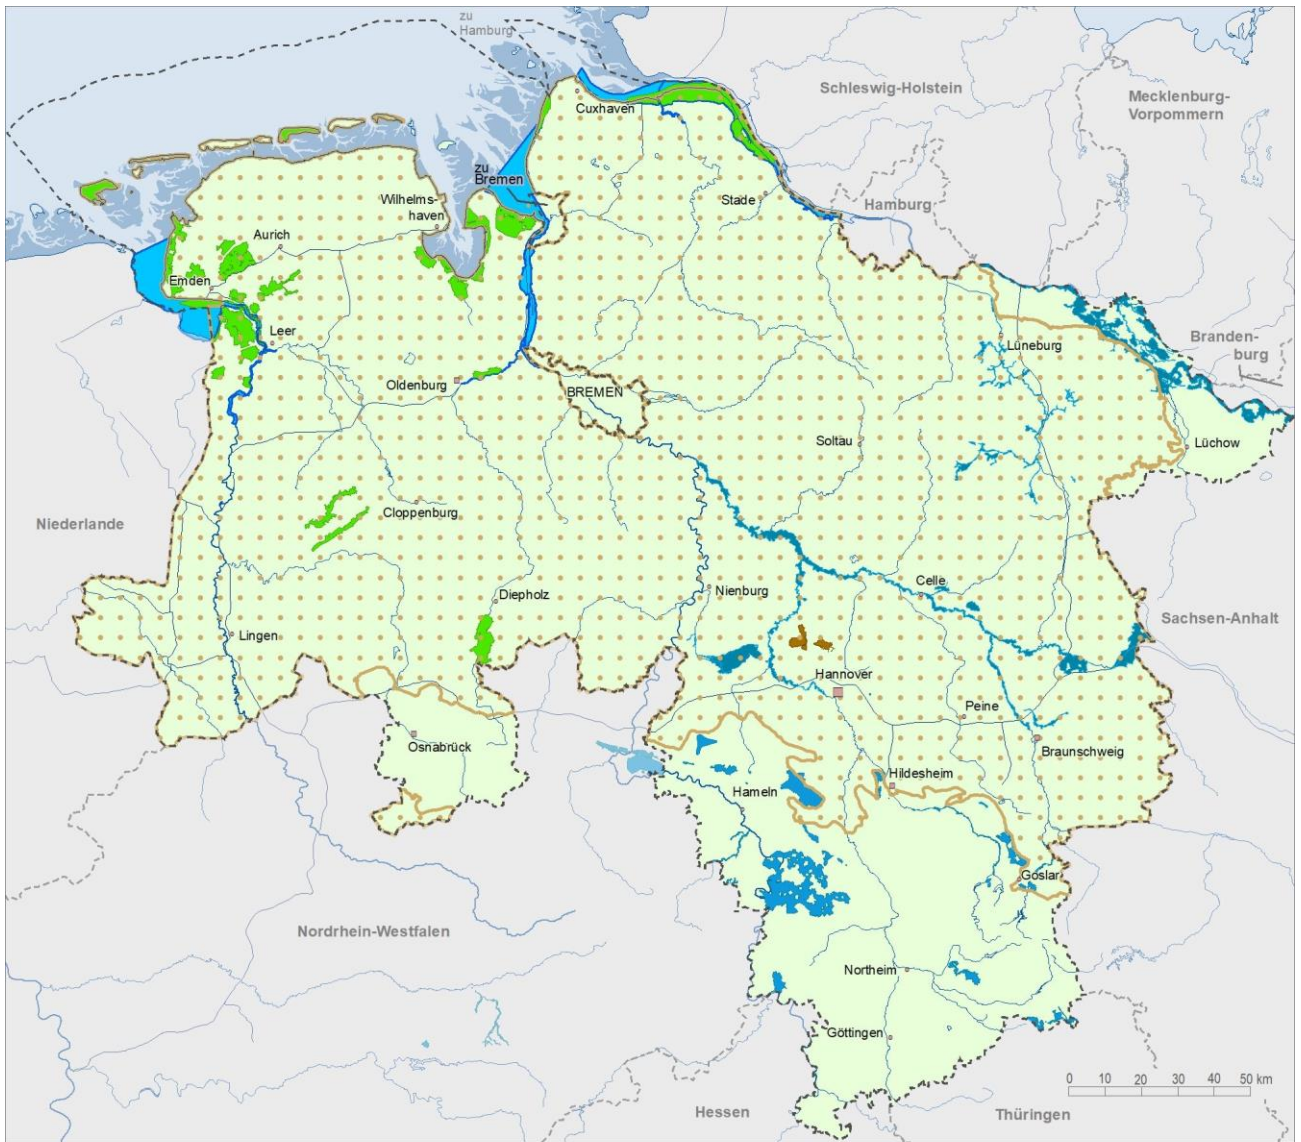 zu
Hamburg
Schleswig-Holstein
Mecklenburg-
Vorpommern
Cuxhaven
zu
Bremen
Wilhelms-
haven
Stade
Hamburg
Aurich
Emden
Leer
Lüneburg
Branden-
burg
Oldenburg
BREMEN
Soltau
Lüchow
Niederlande
Cloppenburg
Celle
Diepholz
Nienburg
Sachsen-Anhalt
Lingen
Hannover
Peine
Osnabrück
Braunschweig
Hildesheim
Hameln
Goslar
Nordrhein-Westfalen
Northeim
Göttingen
0 10 20 30 40 50 km
Hessen
Thüringen